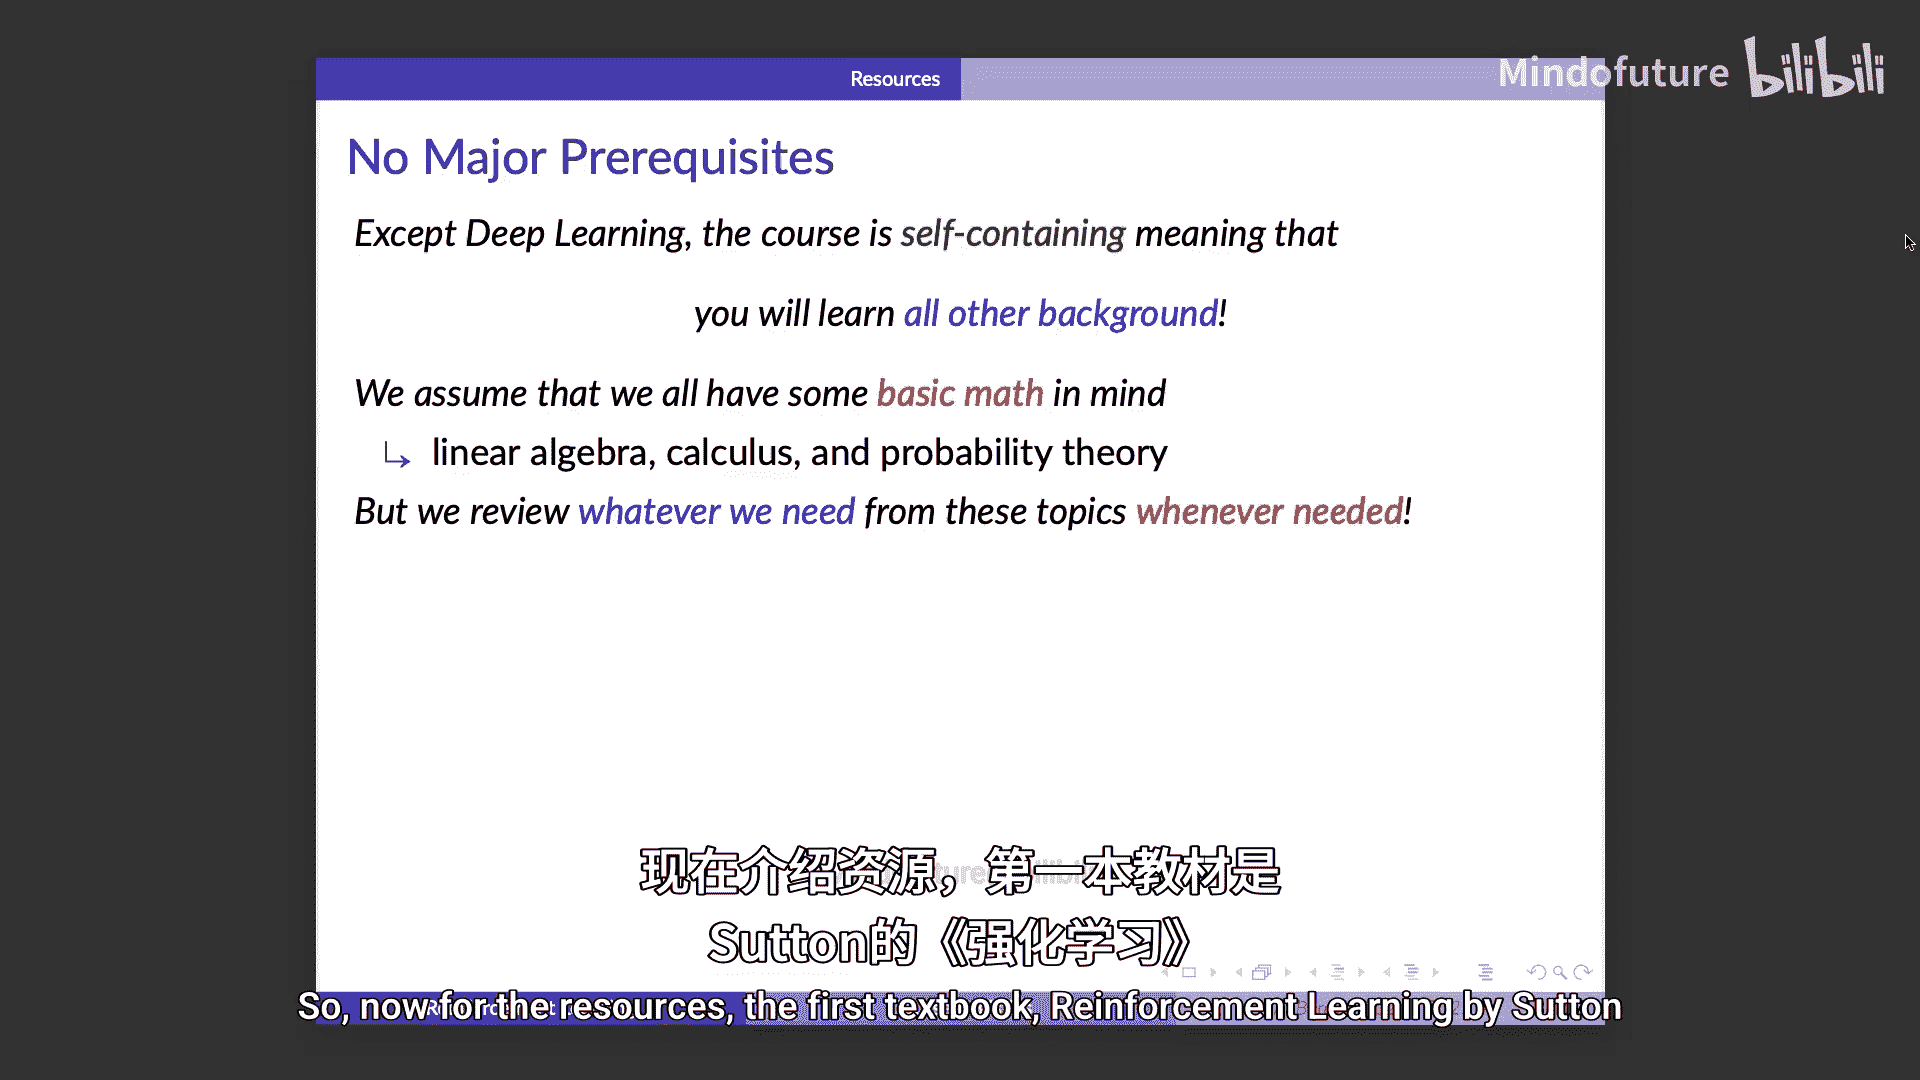 Resources
Mindofuture bilibili
No Major Prerequisites
Except Deep Learning, the course is self-containing meaning that
you will learn all other background!
We assume that we all have some basic math in mind
linear algebra, calculus, and probability theory
But we review whatever we need from these topics whenever needed!
现在介绍资源，第一本教材是
Sutton的《强化学习》
So, now for the resources, the first textbook, Reinforcement Learning by Sutton